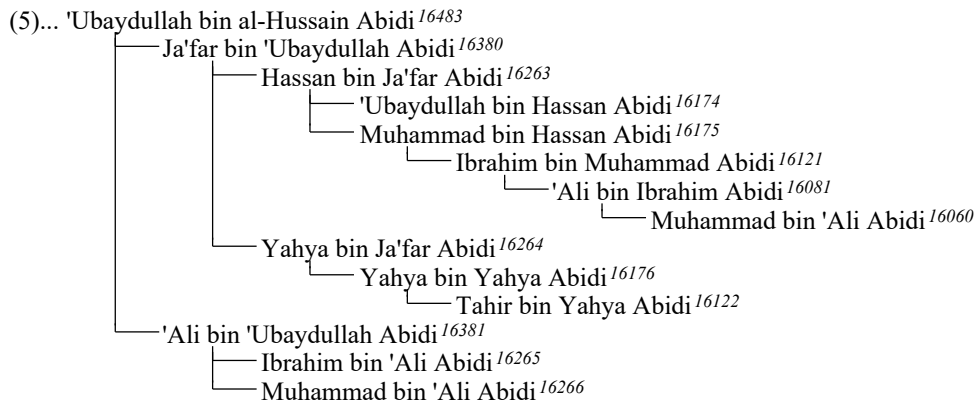 (5)... 'Ubaydullah bin al-Hussain Abidi 16483
Ja'far bin 'Ubaydullah Abidi 16380
Hassan bin Ja'far Abidi 16263
'Ubaydullah bin Hassan Abidi 16174
Muhammad bin Hassan Abidi 16175
Ibrahim bin Muhammad Abidi 16121
'Ali bin Ibrahim Abidi 16081
Muhammad bin 'Ali Abidi 16060
Yahya bin Ja'far Abidi 16264
Yahya bin Yahya Abidi 16176
Tahir bin Yahya Abidi 16122
'Ali bin 'Ubaydullah Abidi 16381
Ibrahim bin 'Ali Abidi 16265
Muhammad bin 'Ali Abidi 16266